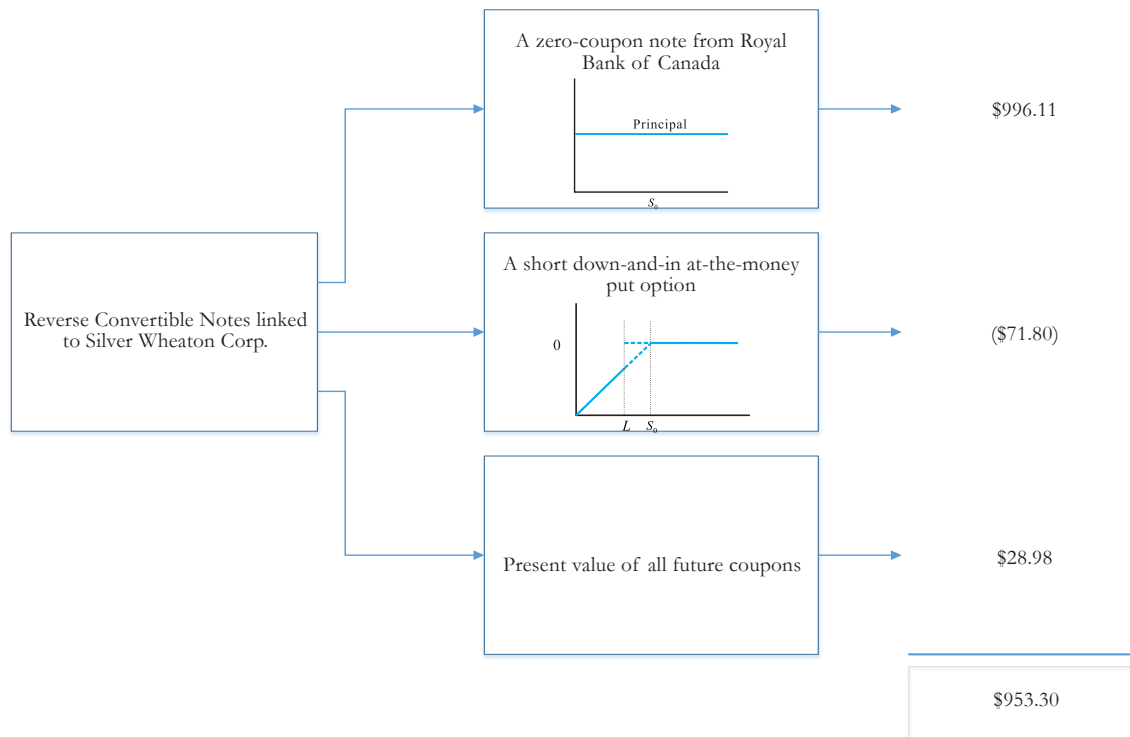 A zero-coupon note from Royal
Bank of Canada
Principal
S₀
$996.11
Reverse Convertible Notes linked
to Silver Wheaton Corp.
A short down-and-in at-the-money
put option
0
L S₀
($71.80)
Present value of all future coupons
$28.98
$953.30